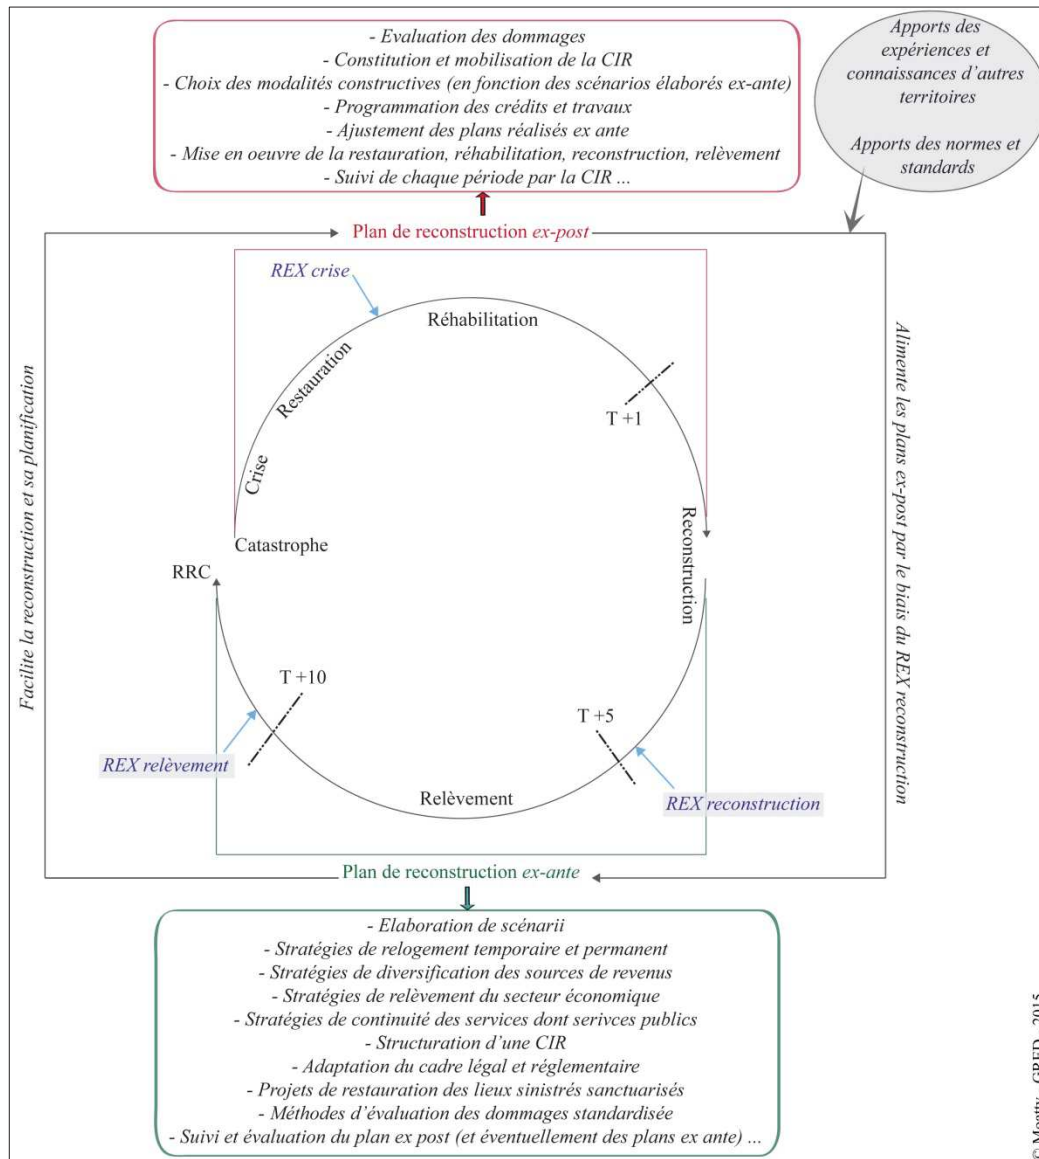 - Evaluation des dommages
- Constitution et mobilisation de la CIR
- Choix des modalités constructives (en fonction des scénarios élaborés ex-ante)
- Programmation des crédits et travaux
- Ajustement des plans réalisés ex ante
- Mise en oeuvre de la restauration, réhabilitation, reconstruction, relèvement
- Suivi de chaque période par la CIR ...
Apports des
expériences et
connaissances d'autres
territoires
Apports des normes et
standards
Plan de reconstruction ex-post
REX crise
Réhabilitation
Restauration
T +1
Crise
Catastrophe
Reconstruction
RRC
T +10
T +5
REX relèvement
Relèvement
REX reconstruction
Facilite la reconstruction et sa planification
Alimente les plans ex-post par le biais du REX reconstruction
Plan de reconstruction ex-ante
- Elaboration de scénarii
- Stratégies de relogement temporaire et permanent
- Stratégies de diversification des sources de revenus
- Stratégies de relèvement du secteur économique
- Stratégies de continuité des services dont serivces publics
- Structuration d'une CIR
- Adaptation du cadre légal et réglementaire
- Projets de restauration des lieux sinistrés sanctuarisés
- Méthodes d'évaluation des dommages standardisée
- Suivi et évaluation du plan ex post (et éventuellement des plans ex ante) ...
© Moatty - GRED - 2015